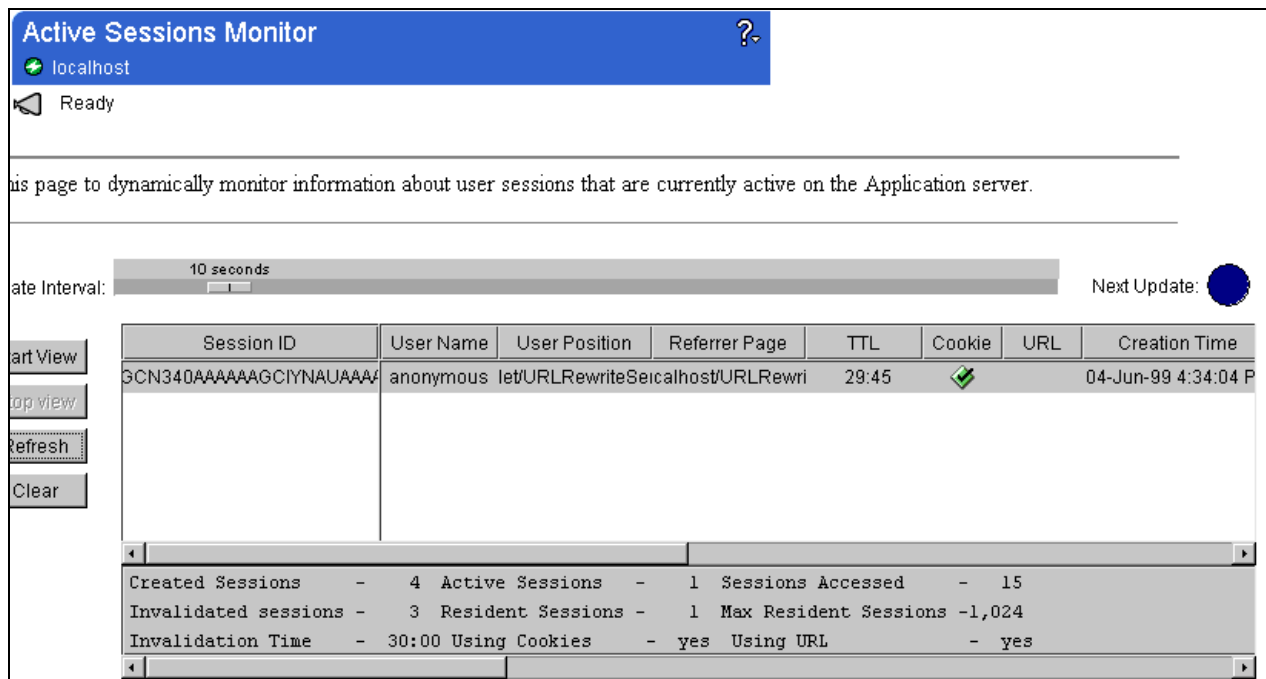 Active Sessions Monitor
localhost
Ready
his page to dynamically monitor information about user sessions that are currently active on the Application server.
10 seconds
ate Interval:
Next Update:
Session ID User Name User Position Referrer Page TTL Cookie URL Creation Time
GCN340AAAAAAGCIYNAUAAAA anonymous let/URLRewriteSer calhost/URLRewri 29:45 04-Jun-99 4:34:04 P
art View
top view
Refresh
Clear
Created Sessions - 4 Active Sessions - 1 Sessions Accessed - 15
Invalidated sessions - 3 Resident Sessions - 1 Max Resident Sessions -1,024
Invalidation Time - 30:00 Using Cookies - yes Using URL - yes